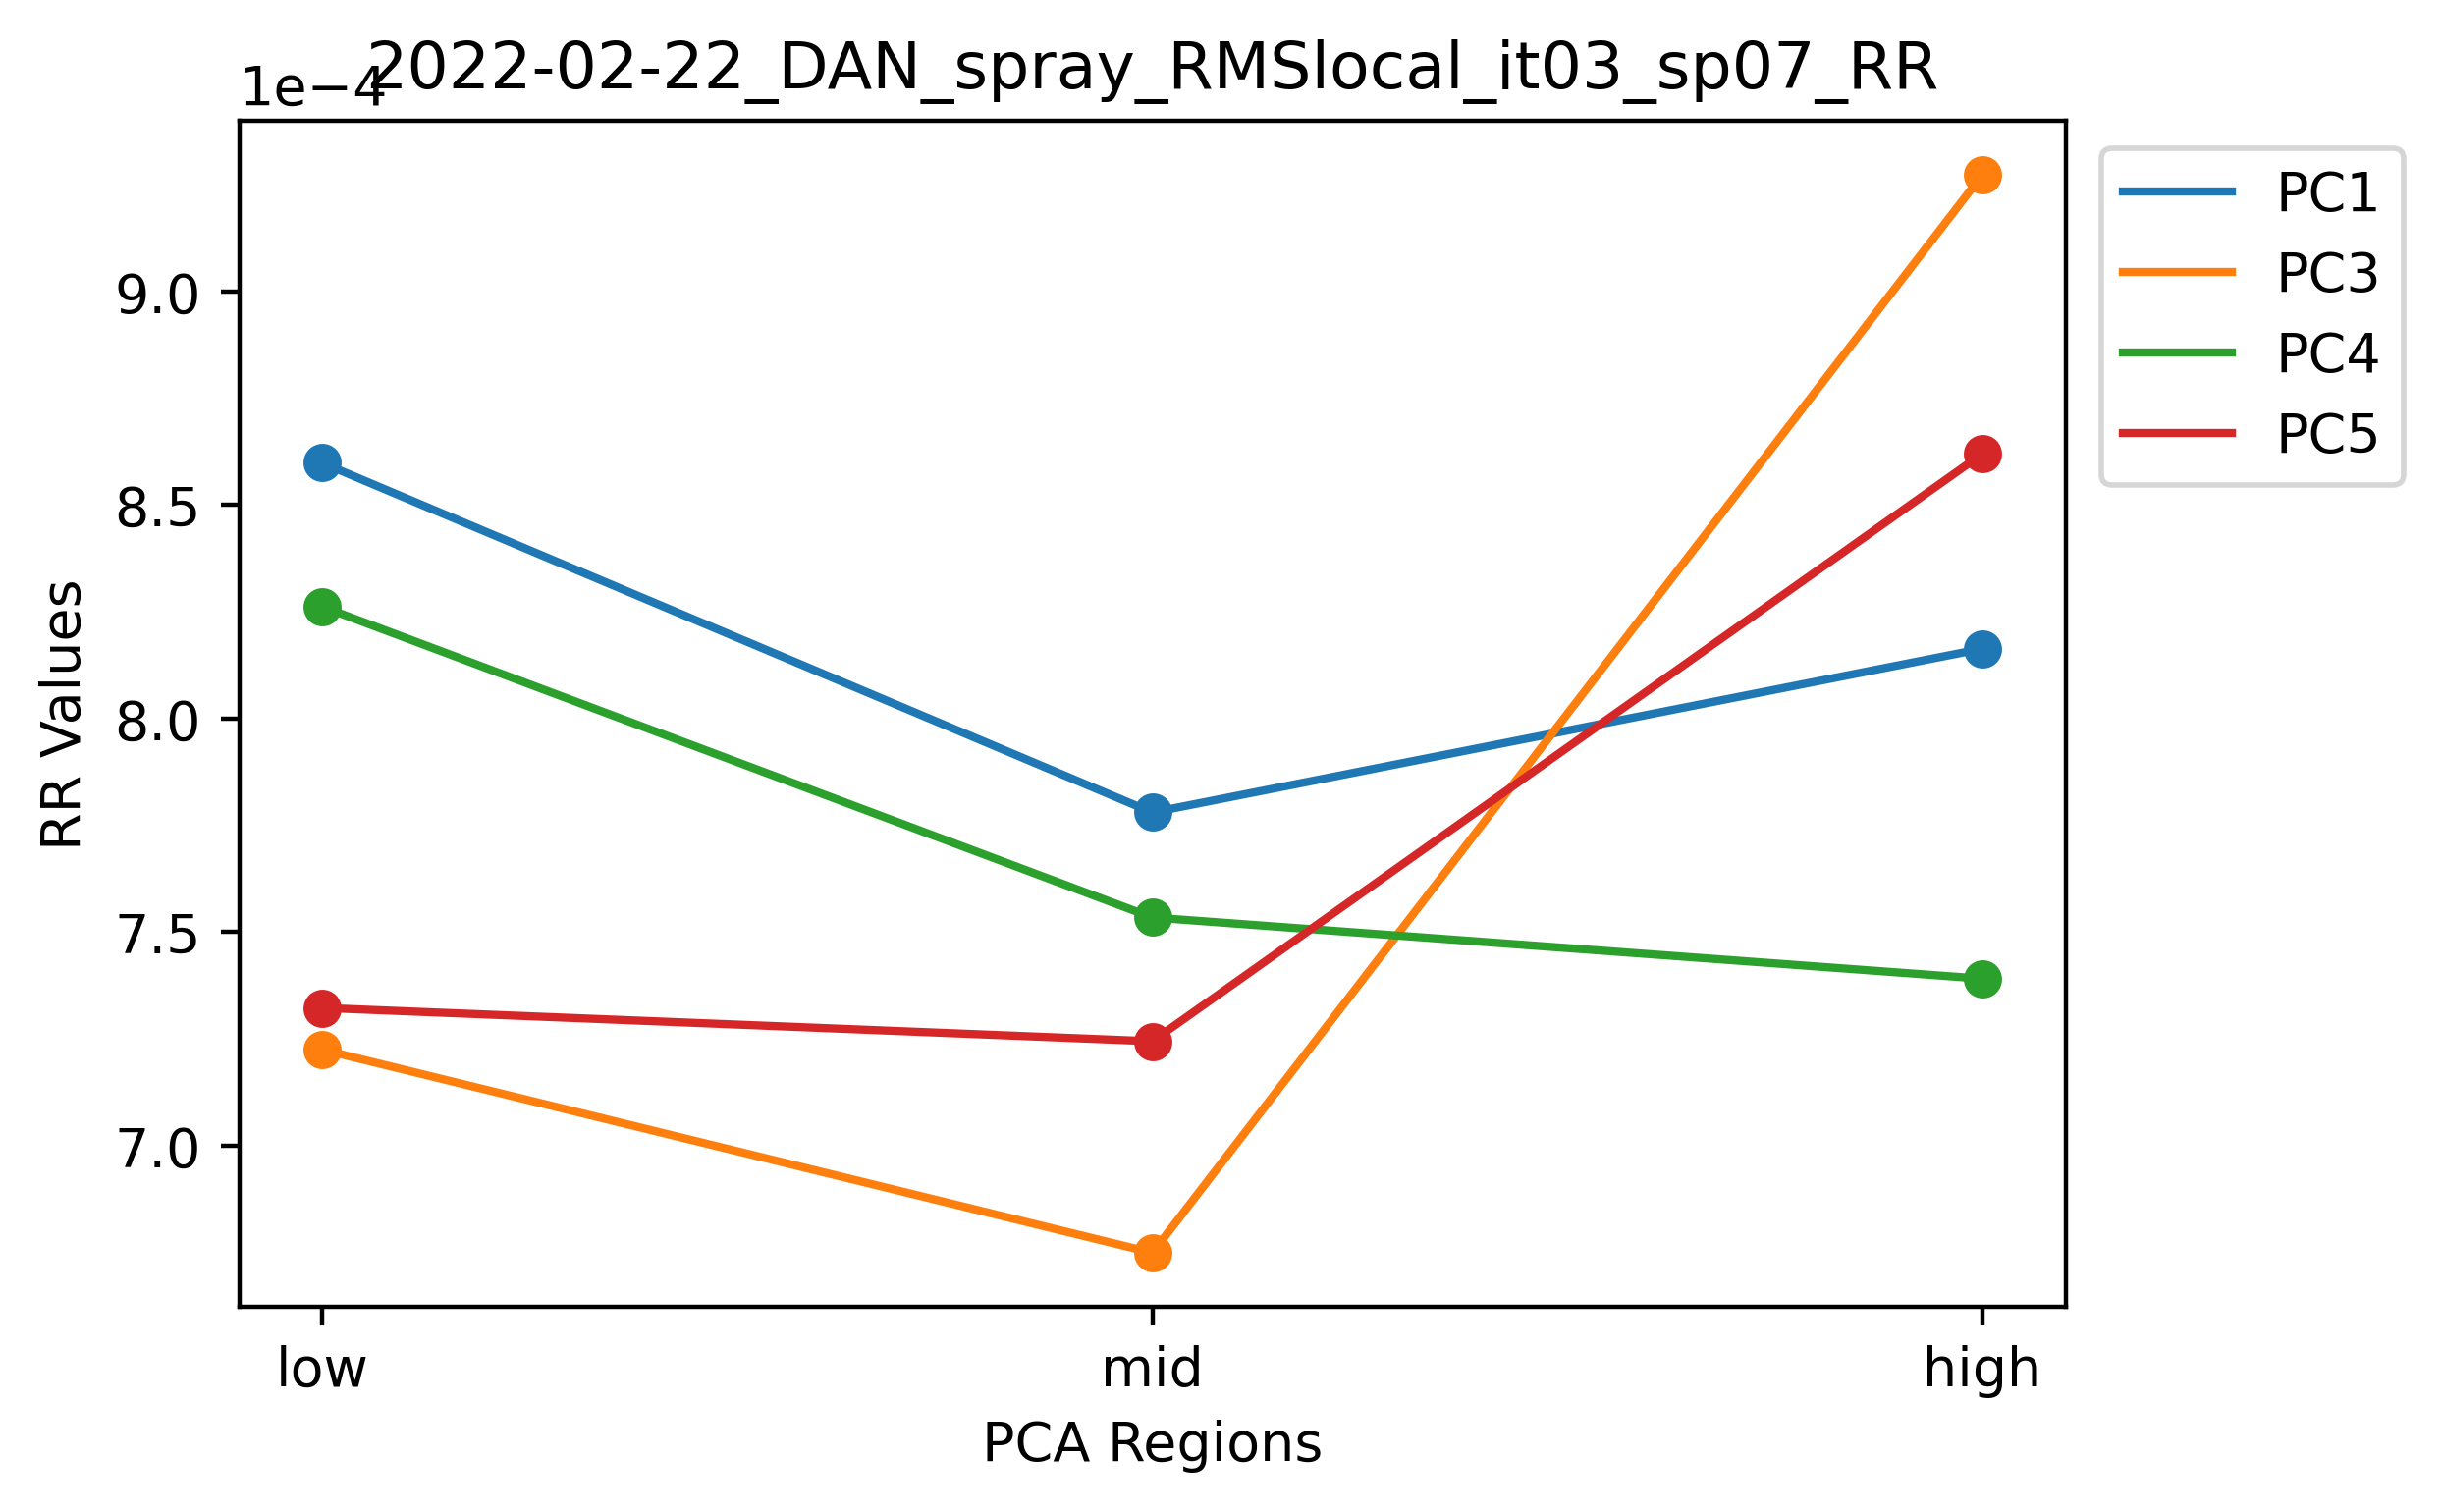 1e−4
2022-02-22_DAN_spray_RMSlocal_it03_sp07_RR
PC1
PC3
PC4
PC5
9.0
8.5
8.0
7.5
7.0
RR Values
low mid high
PCA Regions